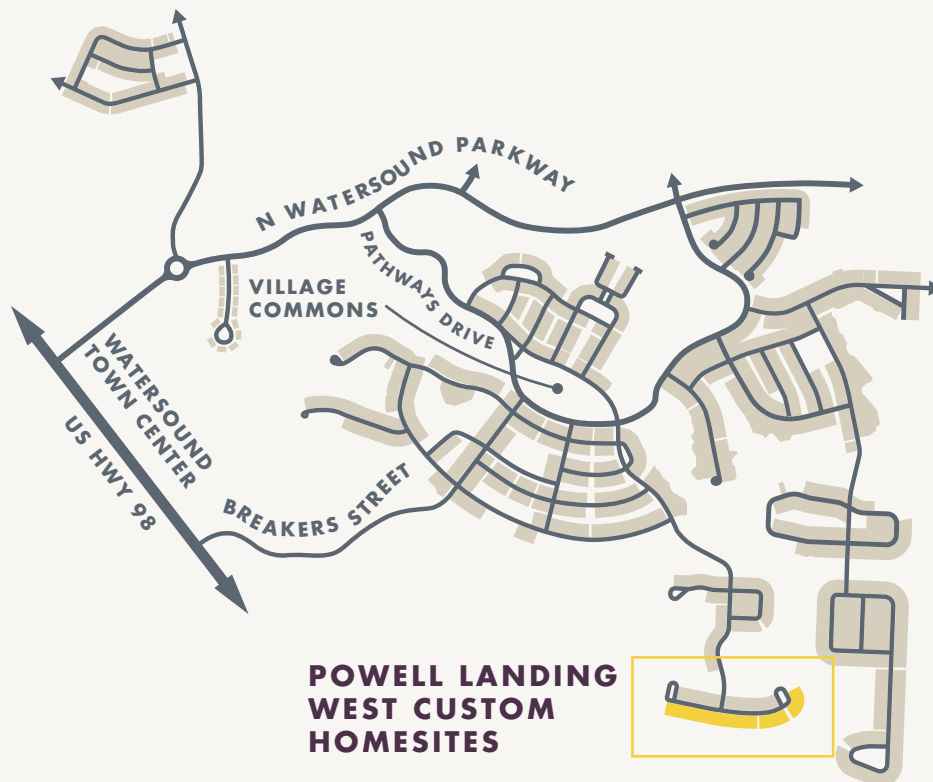 N WATERSOUND PARKWAY
PATHWAYS DRIVE
VILLAGE
COMMONS
WATERSOUND
TOWN CENTER
US HWY 98
BREAKERS STREET
POWELL LANDING
WEST CUSTOM
HOMESITES